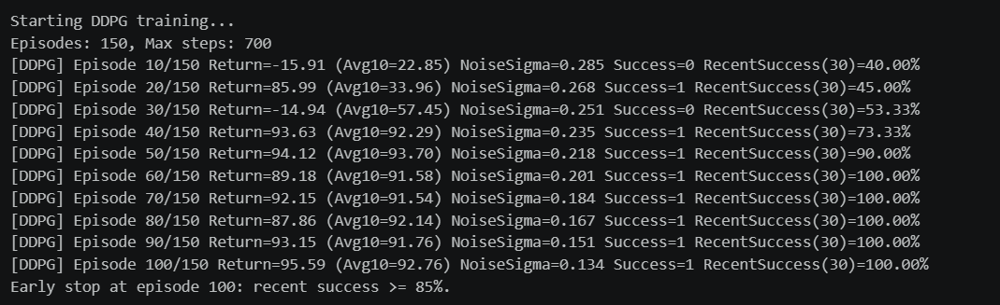 Starting DDPG training...
Episodes: 150, Max steps: 700
[DDPG] Episode 10/150 Return=-15.91 (Avg10=22.85) NoiseSigma=0.285 Success=0 RecentSuccess(30)=40.00%
[DDPG] Episode 20/150 Return=85.99 (Avg10=33.96) NoiseSigma=0.268 Success=1 RecentSuccess(30)=45.00%
[DDPG] Episode 30/150 Return=-14.94 (Avg10=57.45) NoiseSigma=0.251 Success=0 RecentSuccess(30)=53.33%
[DDPG] Episode 40/150 Return=93.63 (Avg10=92.29) NoiseSigma=0.235 Success=1 RecentSuccess(30)=73.33%
[DDPG] Episode 50/150 Return=94.12 (Avg10=93.70) NoiseSigma=0.218 Success=1 RecentSuccess(30)=90.00%
[DDPG] Episode 60/150 Return=89.18 (Avg10=91.58) NoiseSigma=0.201 Success=1 RecentSuccess(30)=100.00%
[DDPG] Episode 70/150 Return=92.15 (Avg10=91.54) NoiseSigma=0.184 Success=1 RecentSuccess(30)=100.00%
[DDPG] Episode 80/150 Return=87.86 (Avg10=92.14) NoiseSigma=0.167 Success=1 RecentSuccess(30)=100.00%
[DDPG] Episode 90/150 Return=93.15 (Avg10=91.76) NoiseSigma=0.151 Success=1 RecentSuccess(30)=100.00%
[DDPG] Episode 100/150 Return=95.59 (Avg10=92.76) NoiseSigma=0.134 Success=1 RecentSuccess(30)=100.00%
Early stop at episode 100: recent success >= 85%.